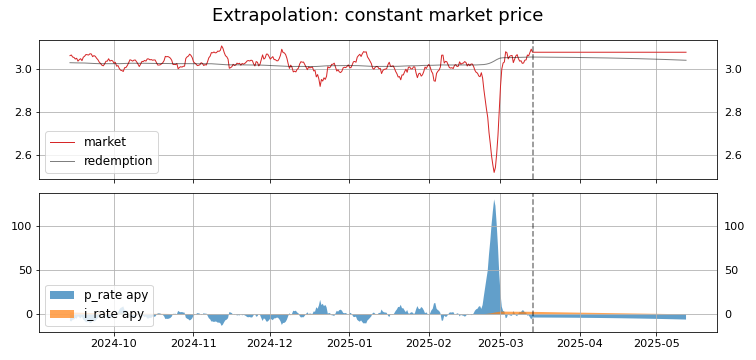 Extrapolation: constant market price
3.0 3.0
2.8 2.8
2.6 2.6
market
redemption
100 100
50 50
0 0
p_rate apy
i_rate apy
2024-10 2024-11 2024-12 2025-01 2025-02 2025-03 2025-04 2025-05